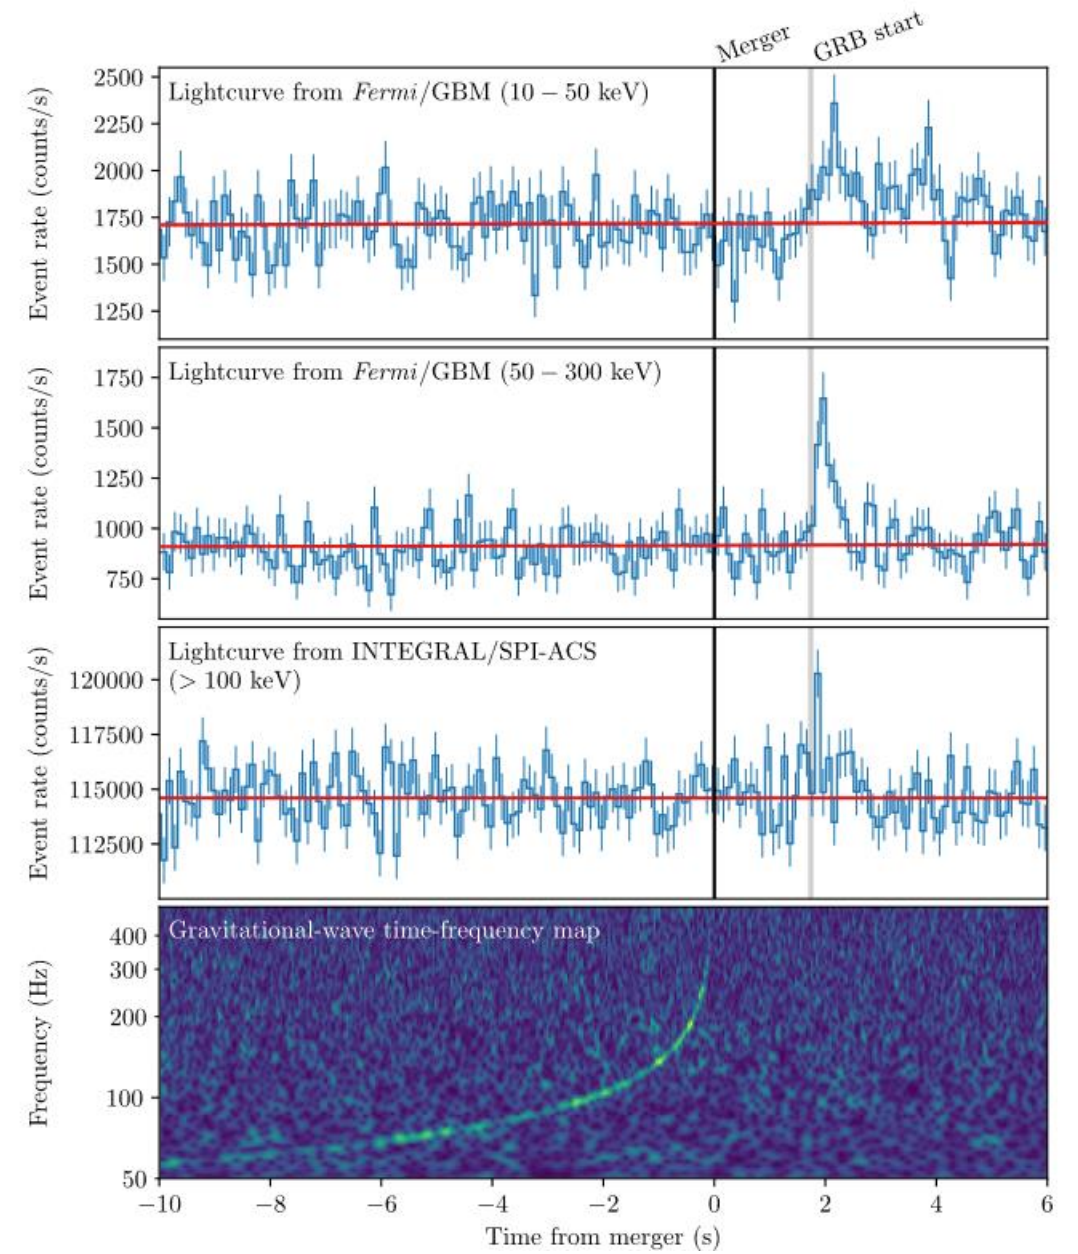 Merger GRB start
Lightcurve from Fermi/GBM (10 − 50 keV)
Event rate (counts/s)
2500
2250
2000
1750
1500
1250
Lightcurve from Fermi/GBM (50 − 300 keV)
Event rate (counts/s)
1750
1500
1250
1000
750
Lightcurve from INTEGRAL/SPI-ACS
(> 100 keV)
Event rate (counts/s)
120000
117500
115000
112500
Gravitational-wave time-frequency map
Frequency (Hz)
400
300
200
100
50
−10 −8 −6 −4 −2 0 2 4 6
Time from merger (s)